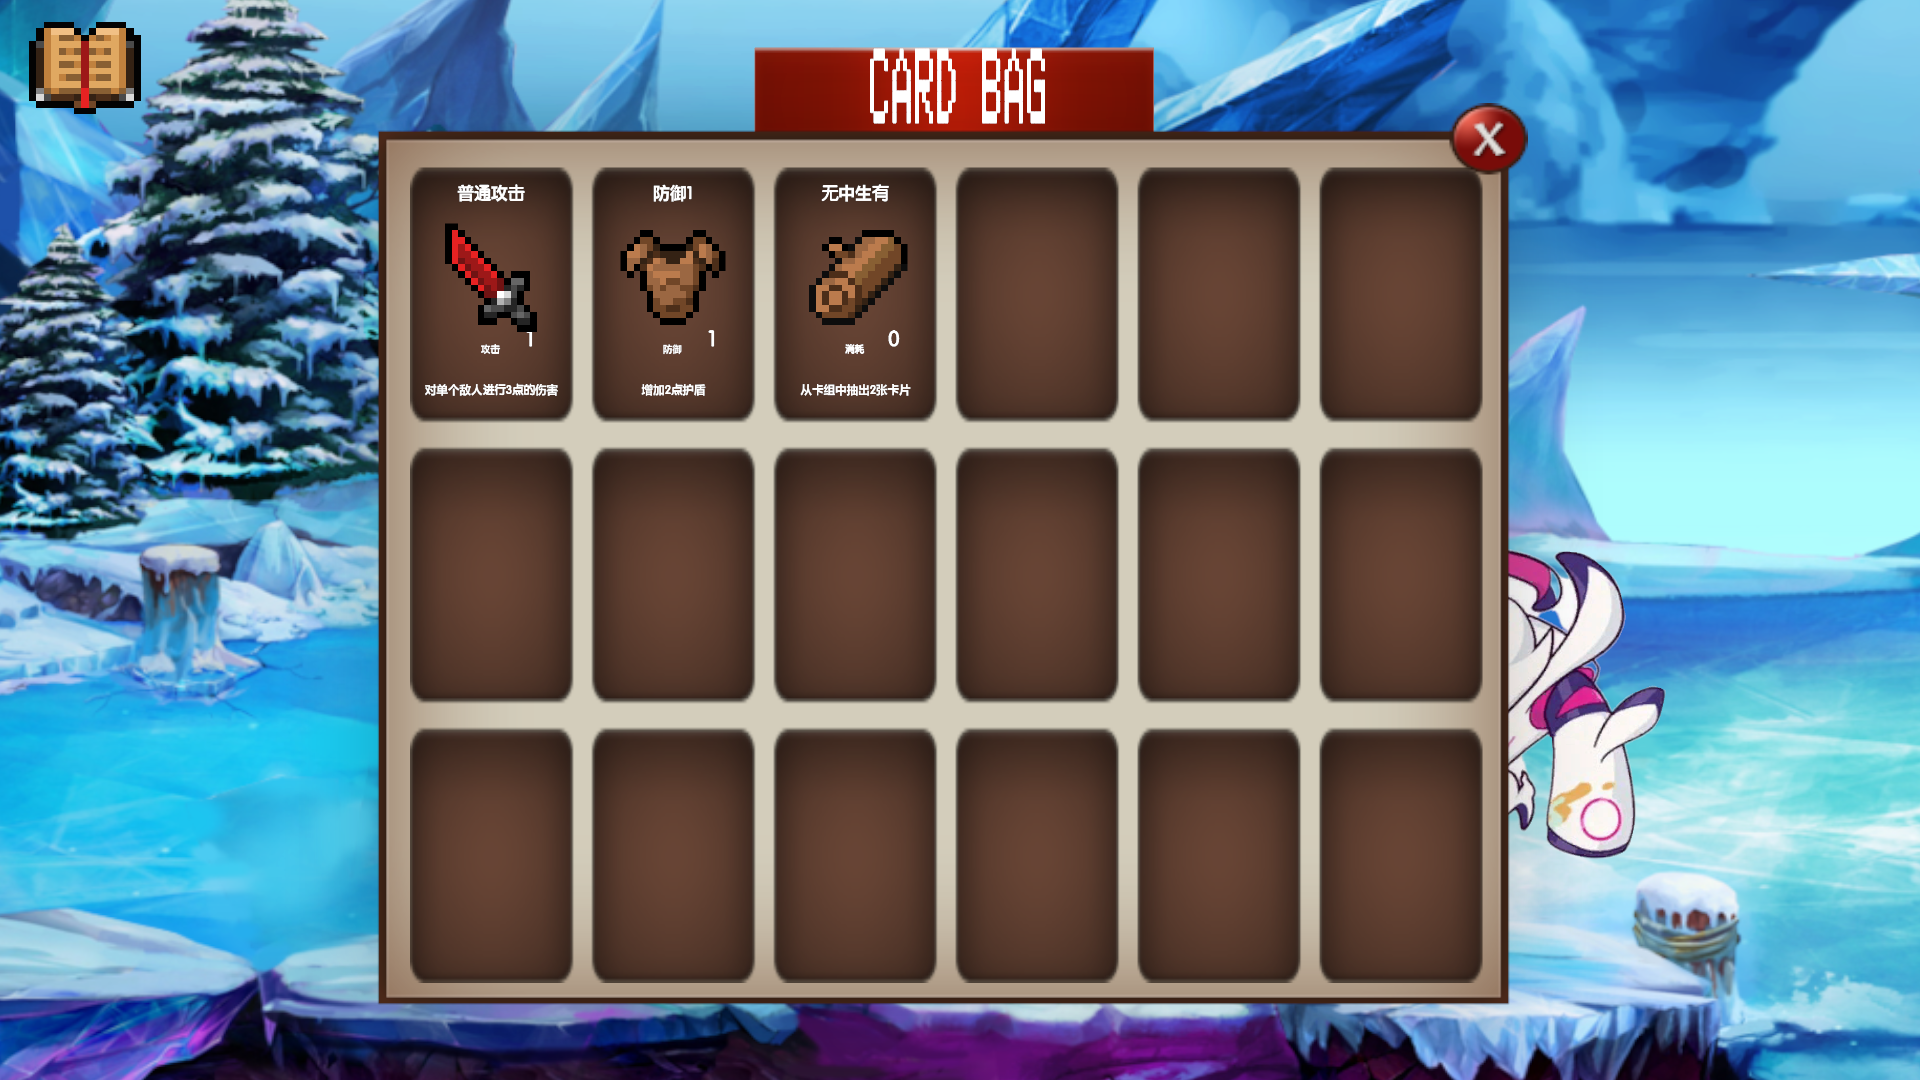 CARD BAG
X
普通攻击
攻击
1
对单个敌人进行3点的伤害
防御1
防御
1
增加2点护盾
无中生有
消耗
0
从卡组中抽出2张卡片